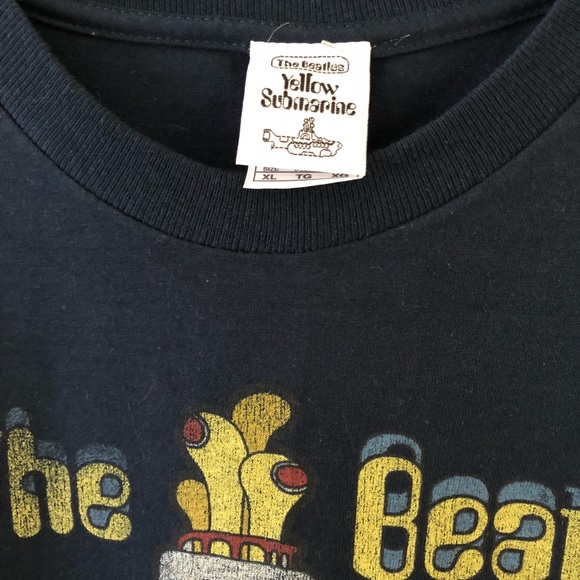 The Beatles
Yellow
Submarine
XL TG XG
The Beat